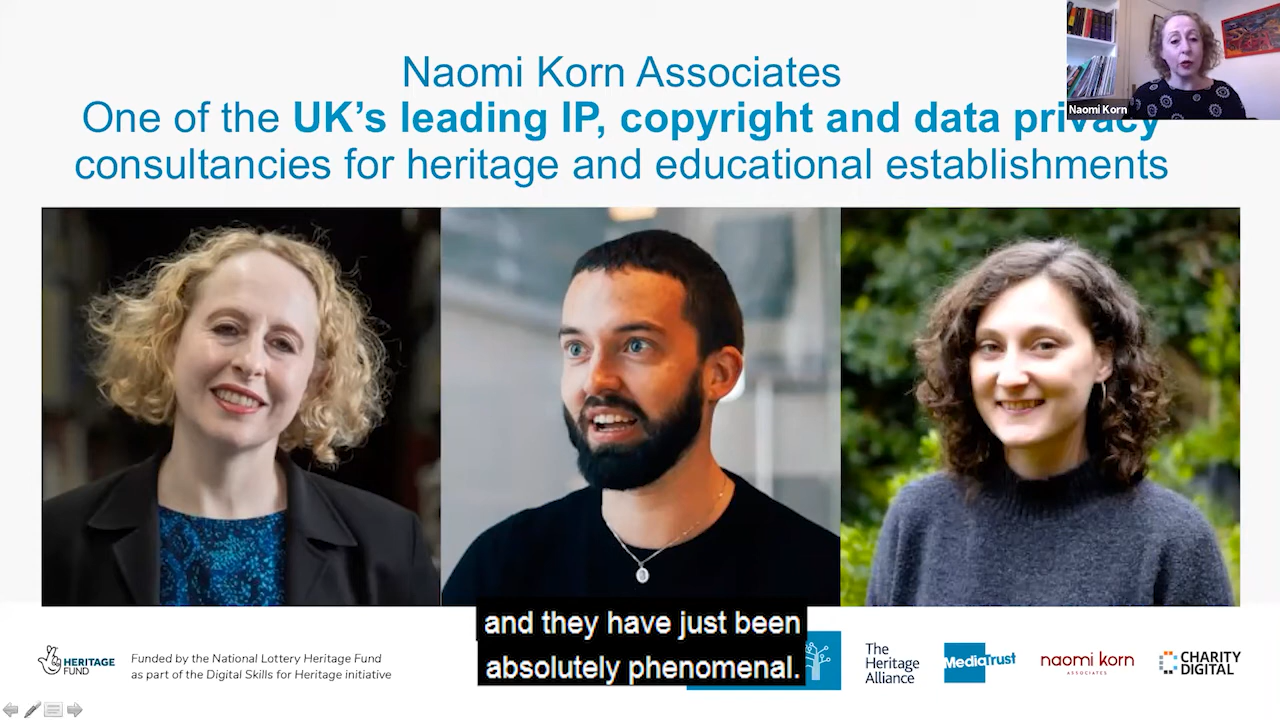 Naomi Korn Associates
One of the UK's leading IP, copyright and data privacy
consultancies for heritage and educational establishments
Naomi Korn
and they have just been
absolutely phenomenal.
HERITAGE
FUND
Funded by the National Lottery Heritage Fund
as part of the Digital Skills for Heritage initiative
The
Heritage
Alliance
MediaTrust
naomi korn
ASSOCIATES
CHARITY
DIGITAL